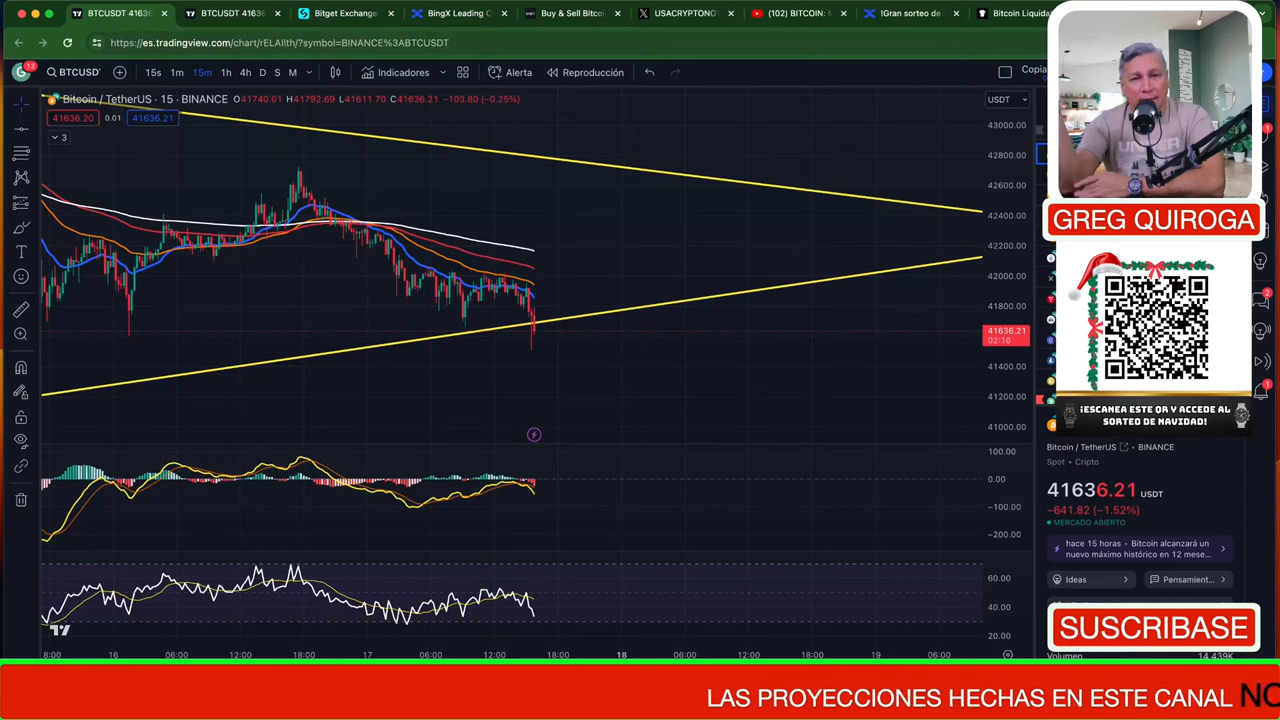 BTCUSDT 41636
BTCUSDT 41636.
Bitget Exchange
BingX Leading C
Buy & Sell Bitcoi
USACRYPTONOT
(102) BITCOIN: M
!Gran sorteo de
Bitcoin Liquidat
https://es.tradingview.com/chart/rELAIlth/?symbol=BINANCE%3ABTCUSDT
G
13
BTCUSD
15s
1m
15m
1h
4h
D
S
M
Indicadores
Alerta
Reproducción
Copia
Bitcoin / TetherUS · 15 · BINANCE
O41740.01 H41792.69 L41611.70 C41636.21 −103.80 (−0.25%)
USDT
41636.20
0.01
41636.21
3
43000.00
42800.00
42600.00
42400.00
42200.00
42000.00
41800.00
41636.21
02:16
41400.00
41200.00
41000.00
100.00
0.00
−100.00
−200.00
60.00
40.00
20.00
8:00
16
06:00
12:00
18:00
17
06:00
12:00
18:00
18
06:00
12:00
18:00
19
06:00
GREG QUIROGA
¡ESCANEA ESTE QR Y ACCEDE AL
SORTEO DE NAVIDAD!
Bitcoin / TetherUS
BINANCE
Spot • Cripto
41636.21 USDT
−641.82 (−1.52%)
MERCADO ABIERTO
hace 15 horas • Bitcoin alcanzará un
nuevo máximo histórico en 12 mese...
Ideas
Pensamient...
SUSCRIBASE
Volumen
14.439K
LAS PROYECCIONES HECHAS EN ESTE CANAL NO